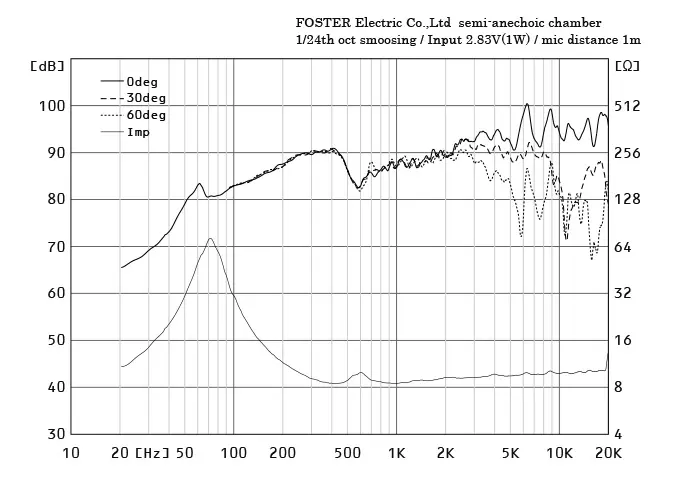 FOSTER Electric Co.,Ltd semi-anechoic chamber
1/24th oct smoosing / Input 2.83V(1W) / mic distance 1m
[dB] [Ω]
0deg
30deg
60deg
Imp
100 512
90 256
80 128
70 64
60 32
50 16
40 8
30 4
10 20 [Hz] 50 100 200 500 1K 2K 5K 10K 20K